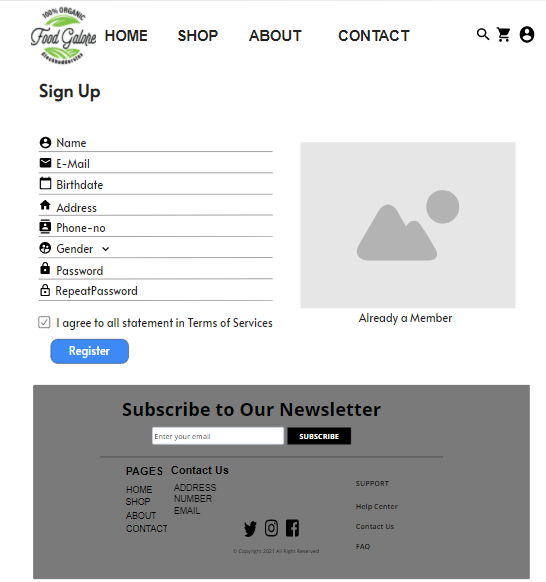 100% ORGANIC
Food Galore
HOME SHOP ABOUT CONTACT
Sign Up
Name
E-Mail
Birthdate
Address
Phone-no
Gender
Password
RepeatPassword
I agree to all statement in Terms of Services
Register
Already a Member
Subscribe to Our Newsletter
Enter your email SUBSCRIBE
PAGES
HOME
SHOP
ABOUT
CONTACT
Contact Us
ADDRESS
NUMBER
EMAIL
SUPPORT
Help Center
Contact Us
FAQ
© Copyright 2021 All Right Reserved